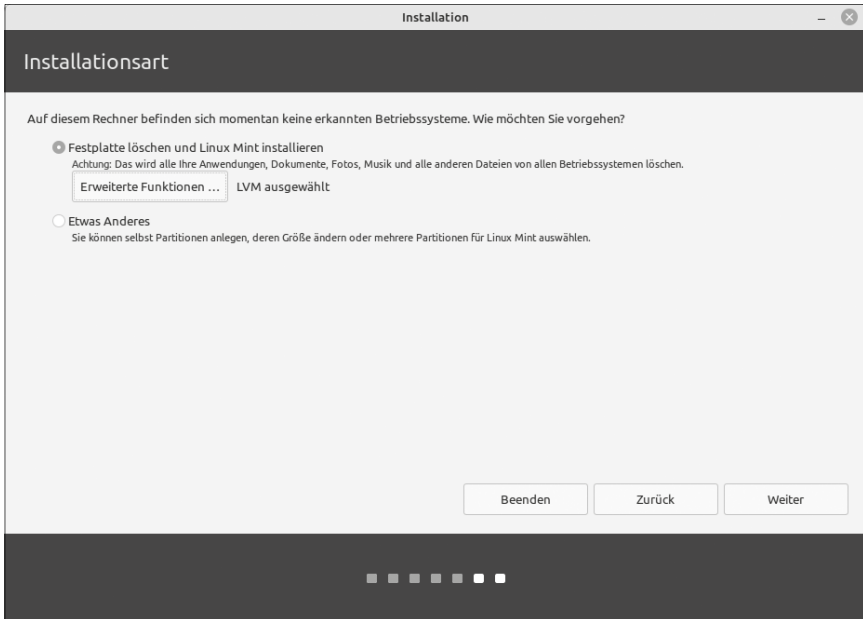 Installation
Installationsart
Auf diesem Rechner befinden sich momentan keine erkannten Betriebssysteme. Wie möchten Sie vorgehen?
Festplatte löschen und Linux Mint installieren
Achtung: Das wird alle Ihre Anwendungen, Dokumente, Fotos, Musik und alle anderen Dateien von allen Betriebssystemen löschen.
Erweiterte Funktionen ... LVM ausgewählt
Etwas Anderes
Sie können selbst Partitionen anlegen, deren Größe ändern oder mehrere Partitionen für Linux Mint auswählen.
Beenden Zurück Weiter